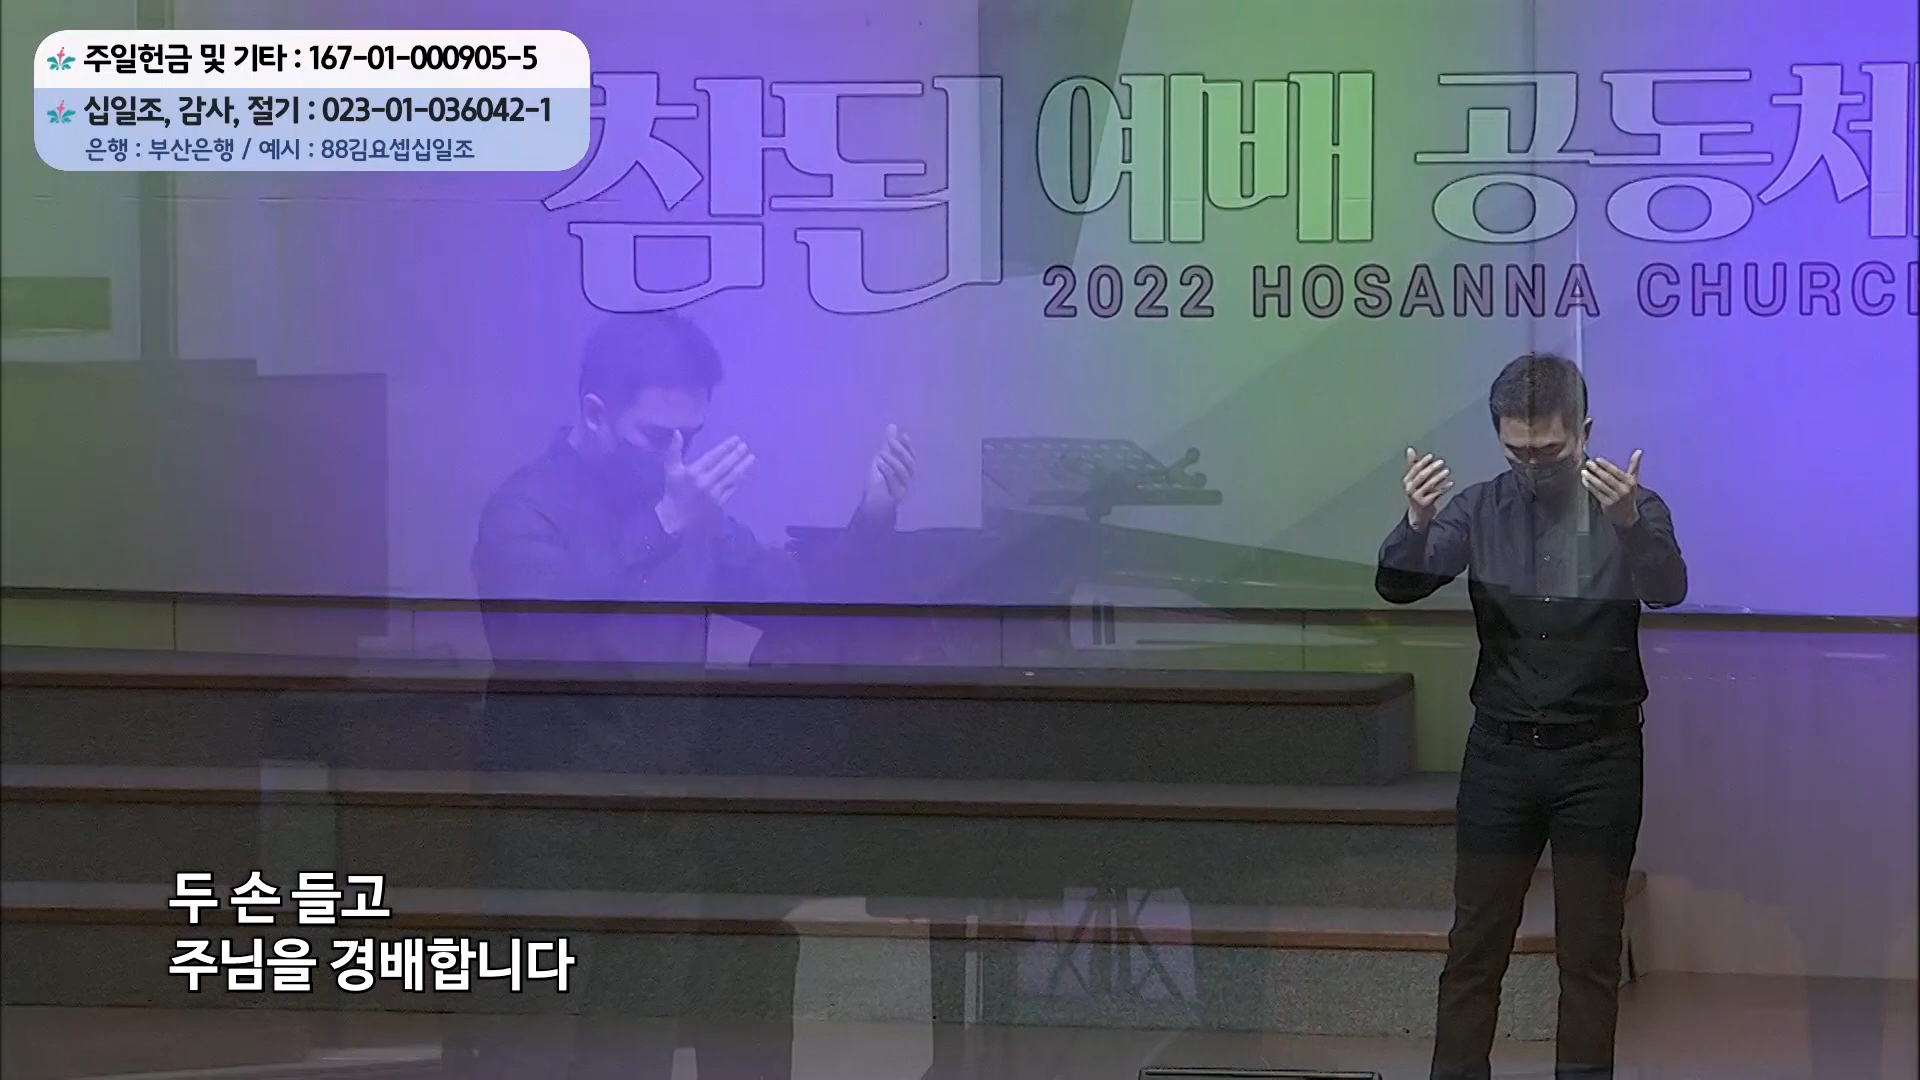 주일헌금 및 기타 : 167-01-000905-5
십일조, 감사, 절기 : 023-01-036042-1
은행 : 부산은행 / 예시 : 88김요셉십일조
참된 예배 공동체
2022 HOSANNA CHURCH
두 손 들고
주님을 경배합니다